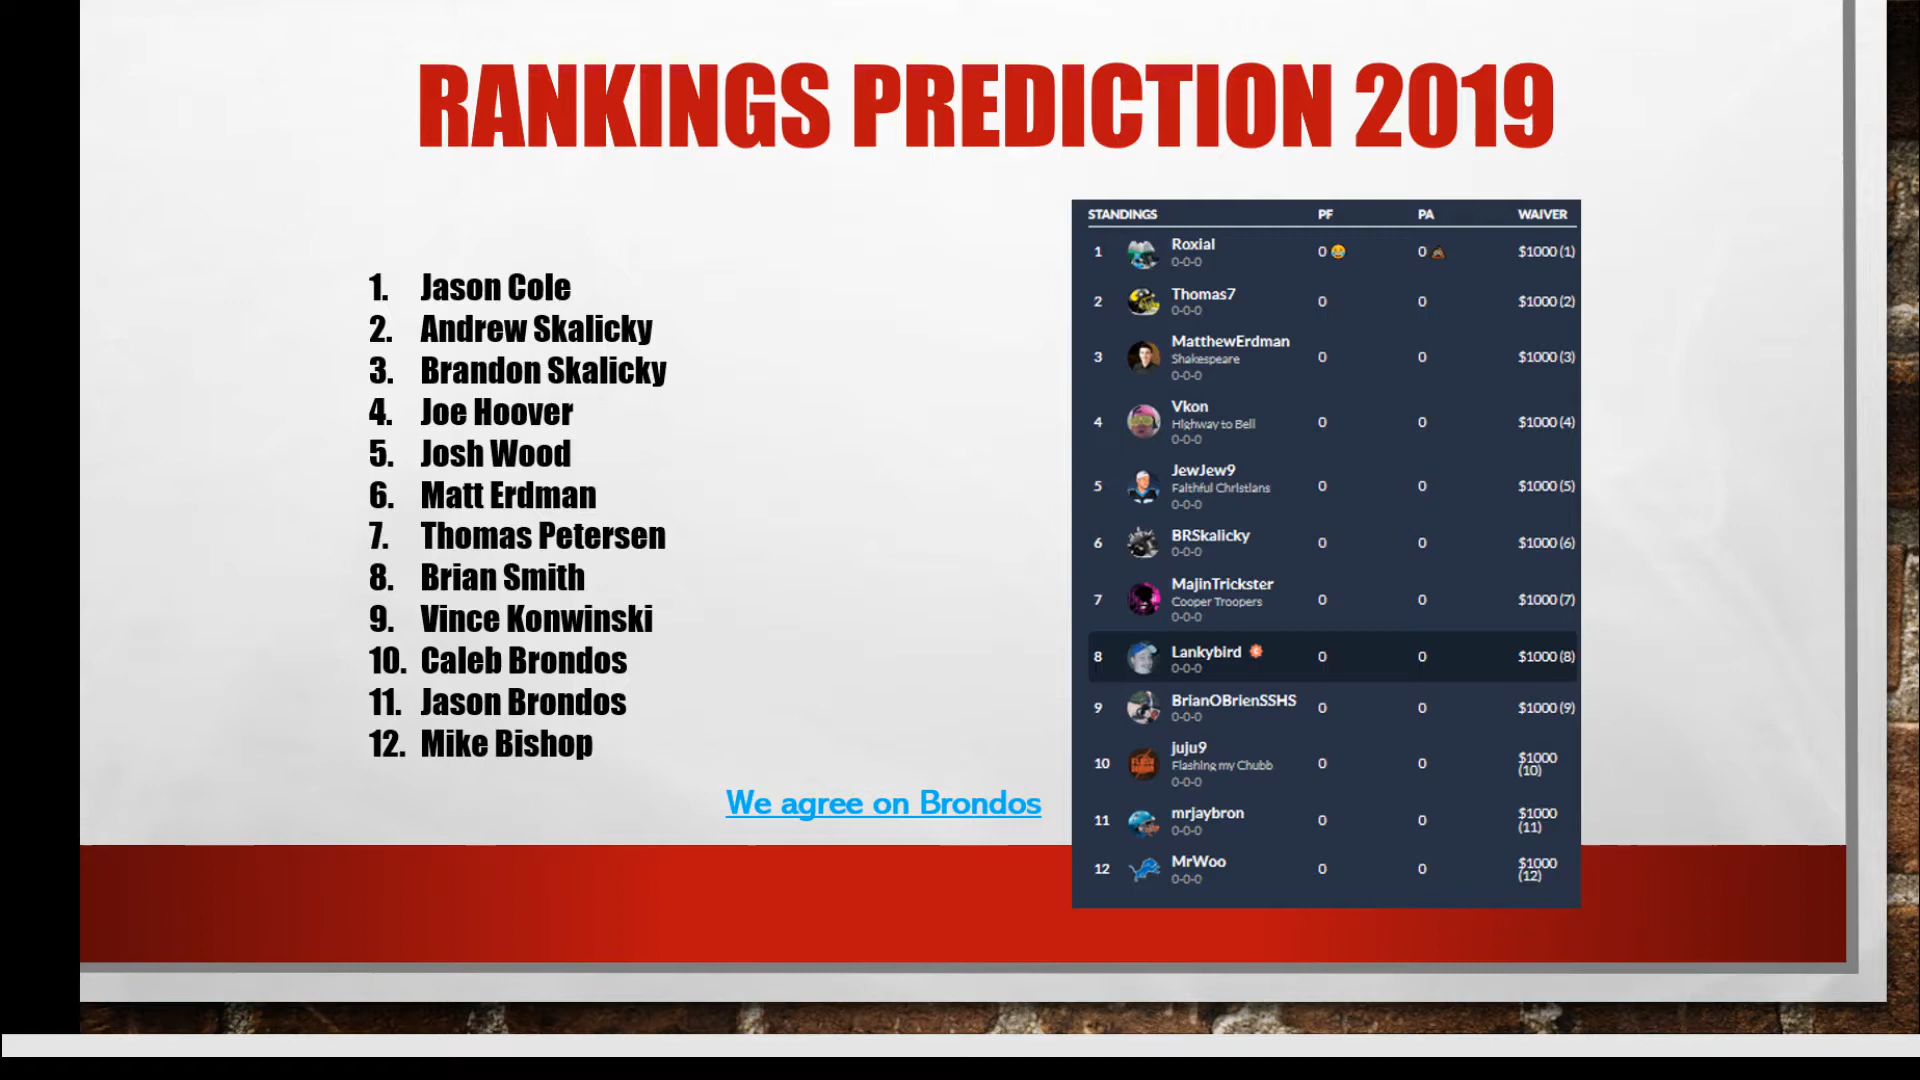 RANKINGS PREDICTION 2019
1. Jason Cole
2. Andrew Skalicky
3. Brandon Skalicky
4. Joe Hoover
5. Josh Wood
6. Matt Erdman
7. Thomas Petersen
8. Brian Smith
9. Vince Konwinski
10. Caleb Brondos
11. Jason Brondos
12. Mike Bishop
We agree on Brondos
STANDINGS PF PA WAIVER
1 Roxial 0 0 $1000 (1)
0-0-0
2 Thomas7 0 0 $1000 (2)
0-0-0
3 MatthewErdman 0 0 $1000 (3)
Shakespeare
0-0-0
4 Vkon 0 0 $1000 (4)
Highway to Bell
0-0-0
5 JewJew9 0 0 $1000 (5)
Faithful Christians
0-0-0
6 BRSkalicky 0 0 $1000 (6)
0-0-0
7 MajinTrickster 0 0 $1000 (7)
Cooper Troopers
0-0-0
8 Lankybird 0 0 $1000 (8)
0-0-0
9 BrianOBrienSSHS 0 0 $1000 (9)
0-0-0
10 juju9 0 0 $1000
(10)
Flashing my Chubb
0-0-0
11 mrjaybron 0 0 $1000
(11)
0-0-0
12 MrWoo 0 0 $1000
(12)
0-0-0